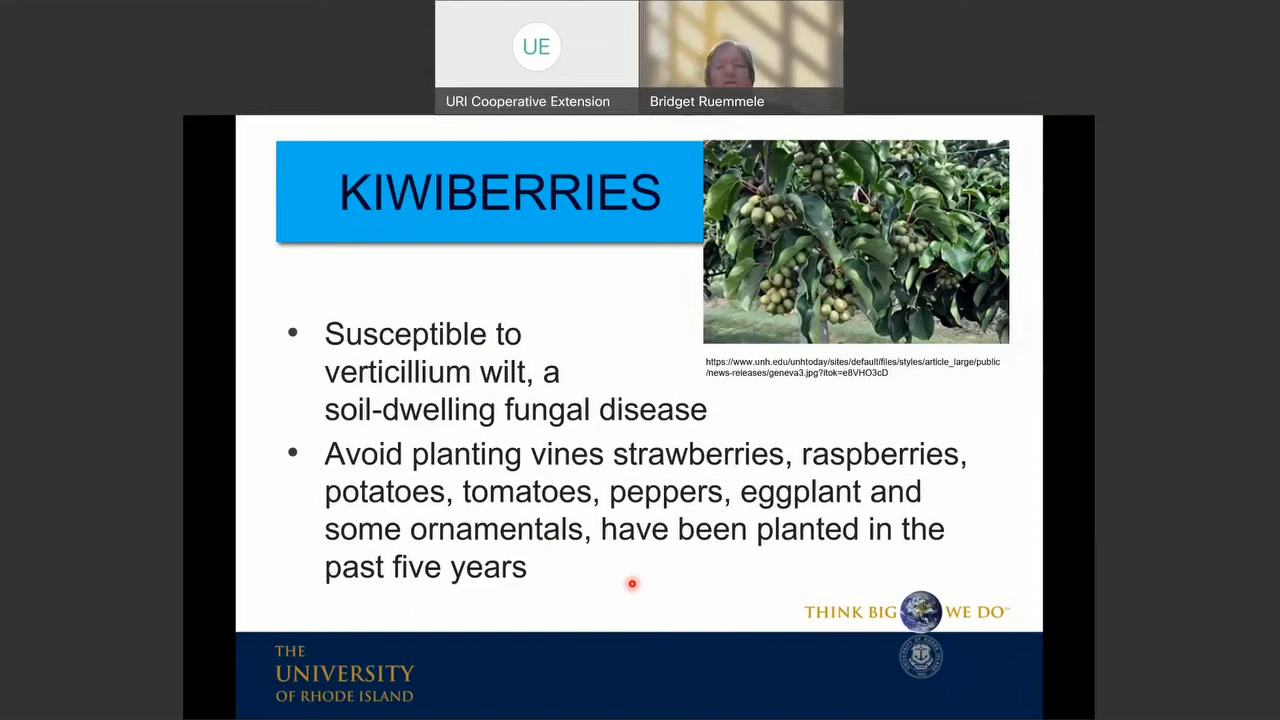 UE
URI Cooperative Extension
Bridget Ruemmele
KIWIBERRIES
https://www.unh.edu/unhtoday/sites/default/files/styles/article_large/public
/news-releases/geneva3.jpg?itok=e8VHO3cD
• Susceptible to
verticillium wilt, a
soil-dwelling fungal disease
• Avoid planting vines strawberries, raspberries,
potatoes, tomatoes, peppers, eggplant and
some ornamentals, have been planted in the
past five years
THINK BIG WE DO™
THE
UNIVERSITY
OF RHODE ISLAND